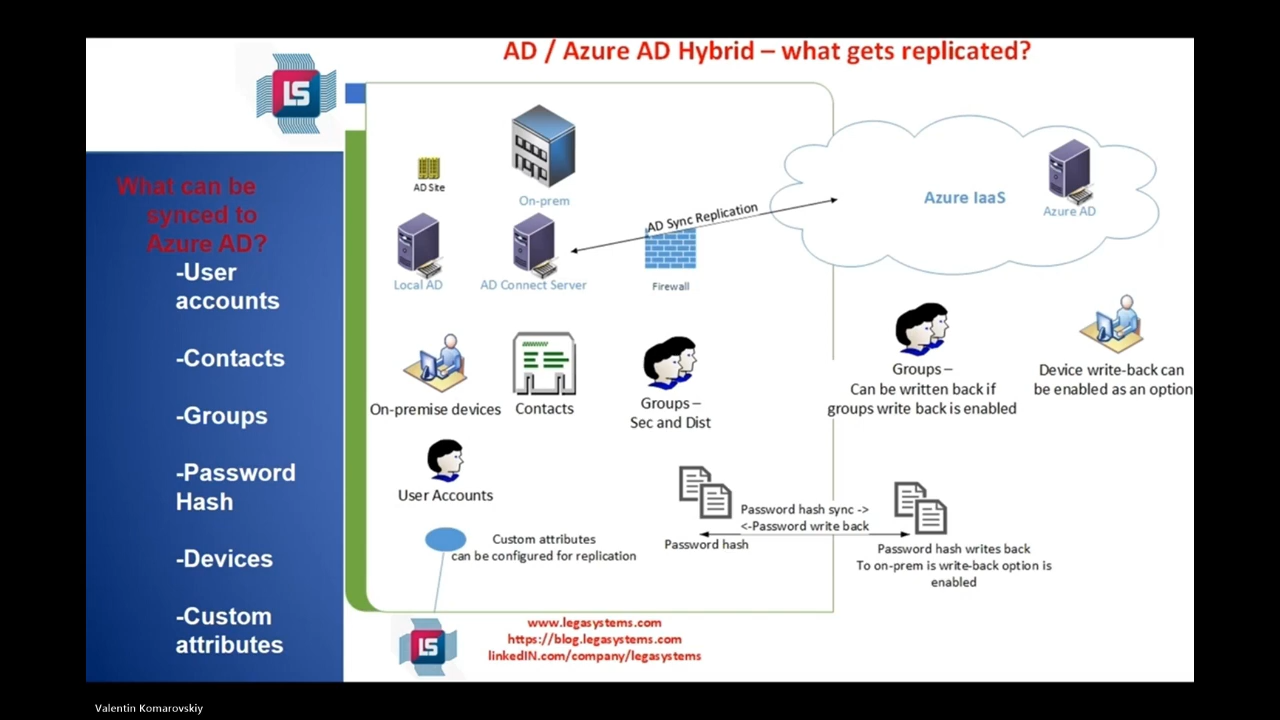 AD / Azure AD Hybrid – what gets replicated?
LS
What can be
synced to
Azure AD?
-User
accounts
-Contacts
-Groups
-Password
Hash
-Devices
-Custom
attributes
AD Site
On-prem
Local AD
AD Connect Server
AD Sync Replication
Firewall
Azure IaaS
Azure AD
On-premise devices
Contacts
Groups –
Sec and Dist
Groups –
Can be written back if
groups write back is enabled
Device write-back can
be enabled as an option
User Accounts
Custom attributes
can be configured for replication
Password hash sync ->
<-Password write back
Password hash
Password hash writes back
To on-prem is write-back option is
enabled
LS
www.legasystems.com
https://blog.legasystems.com
linkedIN.com/company/legasystems
Valentin Komarovskiy